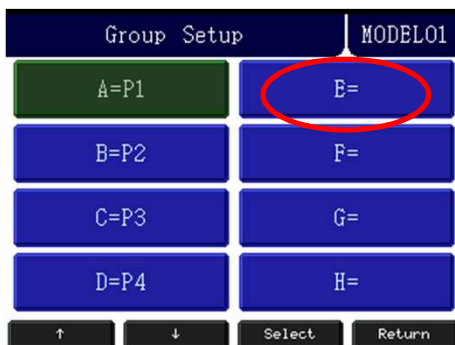 Group Setup MODEL01
A=P1 E=
B=P2 F=
C=P3 G=
D=P4 H=
↑ ↓ Select Return